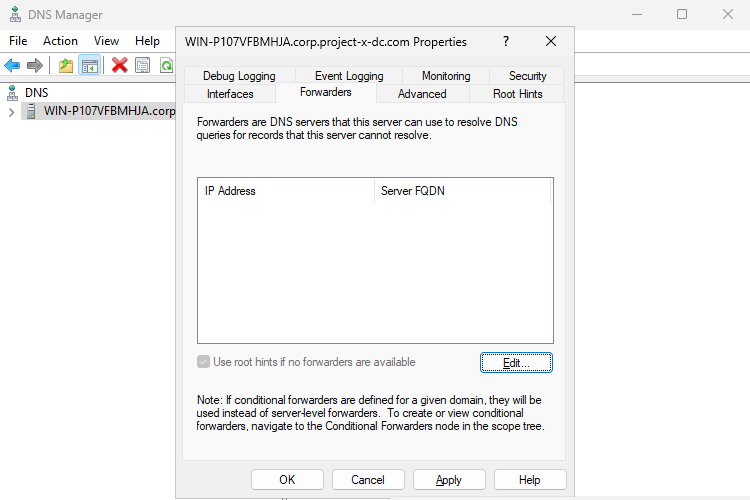 DNS Manager
File Action View Help
DNS
WIN-P107VFBMHJA.corp
WIN-P107VFBMHJA.corp.project-x-dc.com Properties
?
Debug Logging Event Logging Monitoring Security
Interfaces Forwarders Advanced Root Hints
Forwarders are DNS servers that this server can use to resolve DNS
queries for records that this server cannot resolve.
IP Address Server FQDN
Use root hints if no forwarders are available Edit...
Note: If conditional forwarders are defined for a given domain, they will be
used instead of server-level forwarders. To create or view conditional
forwarders, navigate to the Conditional Forwarders node in the scope tree.
OK Cancel Apply Help